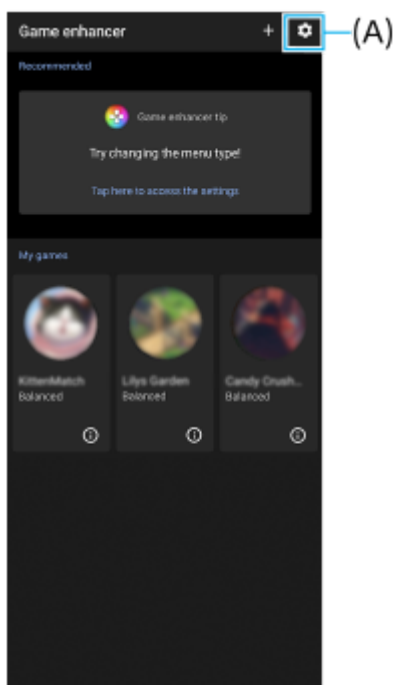 Game enhancer +
(A)
Recommended
Game enhancer tip
Try changing the menu type!
Tap here to access the settings
My games
KittenMatch
Balanced
Lilys Garden
Balanced
Candy Crush...
Balanced